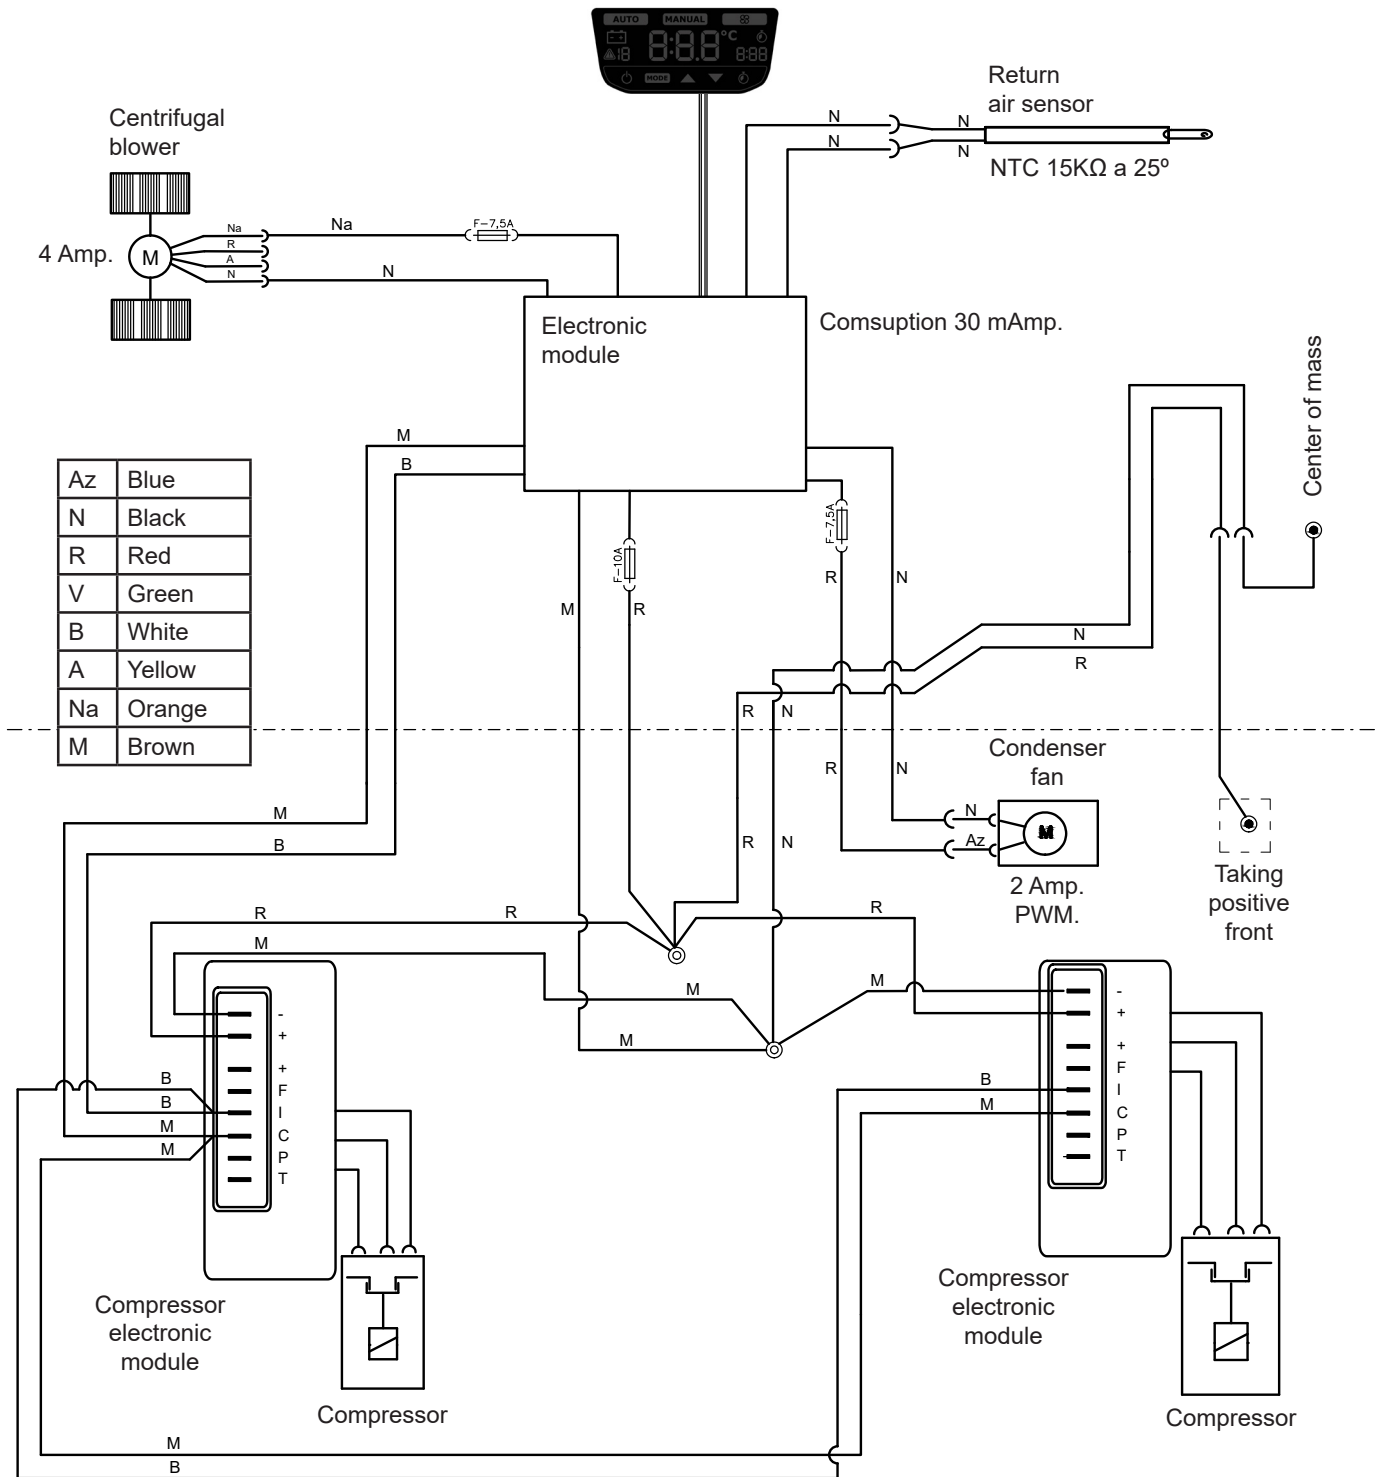 AUTO MANUAL
8:8.8 °C
18 8:88
MODE
Return
air sensor
N
N
N
N
NTC 15KΩ a 25º
Centrifugal
blower
4 Amp.
M
Na
R
A
N
Na
F-7,5A
N
Electronic
module
Comsuption 30 mAmp.
Center of mass
M
B
Az Blue
N Black
R Red
V Green
B White
A Yellow
Na Orange
M Brown
F-10A
F-7,5A
M
R
R
N
N
R
R
N
R
N
Condenser
fan
N
Az
M
2 Amp.
PWM.
R
N
Taking
positive
front
M
B
R
R
R
M
M
M
M
-
+
+
F
I
C
P
T
B
B
M
M
-
+
+
F
I
C
P
T
B
M
Compressor
electronic
module
Compressor
Compressor
electronic
module
Compressor
M
B